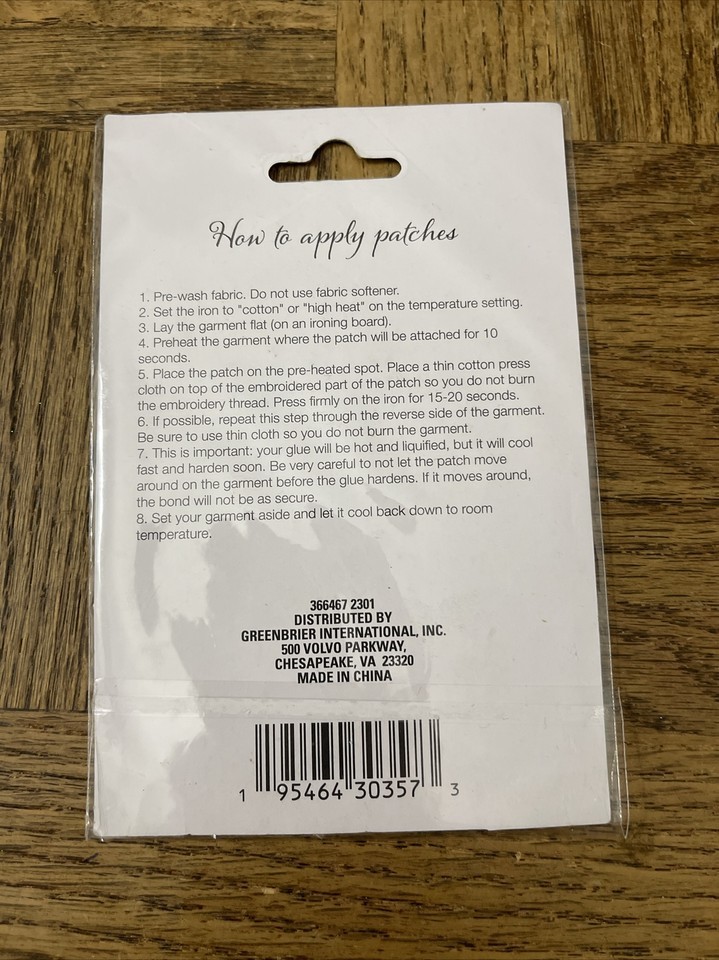 How to apply patches
1. Pre-wash fabric. Do not use fabric softener.
2. Set the iron to "cotton" or "high heat" on the temperature setting.
3. Lay the garment flat (on an ironing board).
4. Preheat the garment where the patch will be attached for 10
seconds.
5. Place the patch on the pre-heated spot. Place a thin cotton press
cloth on top of the embroidered part of the patch so you do not burn
the embroidery thread. Press firmly on the iron for 15-20 seconds.
6. If possible, repeat this step through the reverse side of the garment.
Be sure to use thin cloth so you do not burn the garment.
7. This is important: your glue will be hot and liquified, but it will cool
fast and harden soon. Be very careful to not let the patch move
around on the garment before the glue hardens. If it moves around,
the bond will not be as secure.
8. Set your garment aside and let it cool back down to room
temperature.
366467 2301
DISTRIBUTED BY
GREENBRIER INTERNATIONAL, INC.
500 VOLVO PARKWAY,
CHESAPEAKE, VA 23320
MADE IN CHINA
1 95464 30357 3